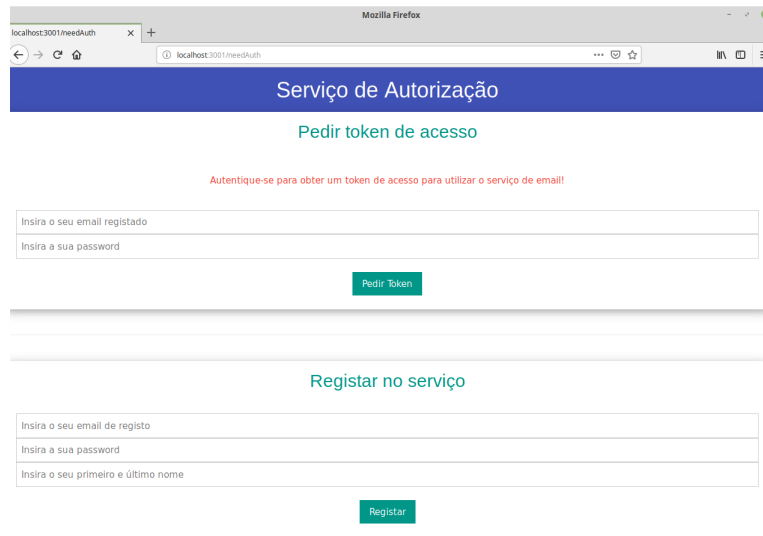 Mozilla Firefox
localhost:3001/needAuth
localhost:3001/needAuth
Serviço de Autorização
Pedir token de acesso
Autentique-se para obter um token de acesso para utilizar o serviço de email!
Insira o seu email registado
Insira a sua password
Pedir Token
Registar no serviço
Insira o seu email de registo
Insira a sua password
Insira o seu primeiro e último nome
Registar